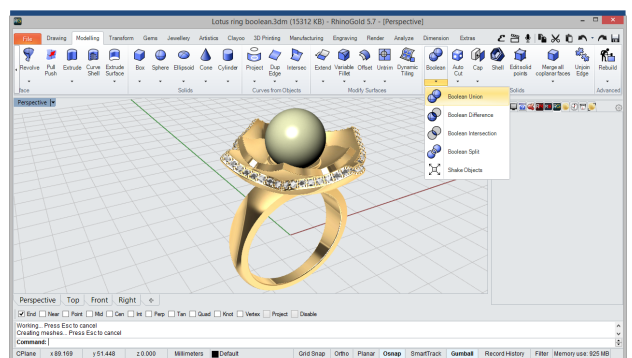 Lotus ring boolean.3dm (15312 KB) - RhinoGold 5.7 - [Perspective]
File Drawing Modelling Transform Gems Jewellery Artistics Clayoo 3D Printing Manufacturing Engraving Render Analyze Dimension Extras
Revolve Pull Push Extrude Curve Shell Extrude Surface Box Sphere Ellipsoid Cone Cylinder Project Dup Edge Intersec Extend Variable Fillet Offset Untrim Dynamic Tiling Boolean Auto Cut Cap Shell Edit solid points Merge all coplanar faces Unjoin Edge Rebuild
face Solids Curves from Objects Modify Surfaces Solids Advanced
Perspective
Boolean Union
Boolean Difference
Boolean Intersection
Boolean Split
Shake Objects
Perspective Top Front Right
End Near Point Mid Cen Int Perp Tan Quad Knot Vertex Project Disable
Working... Press Esc to cancel
Creating meshes... Press Esc to cancel
Command:
CPlane x 89.169 y 51.448 z 0.000 Millimeters Default Grid Snap Ortho Planar Osnap SmartTrack Gumball Record History Filter Memory use: 925 MB